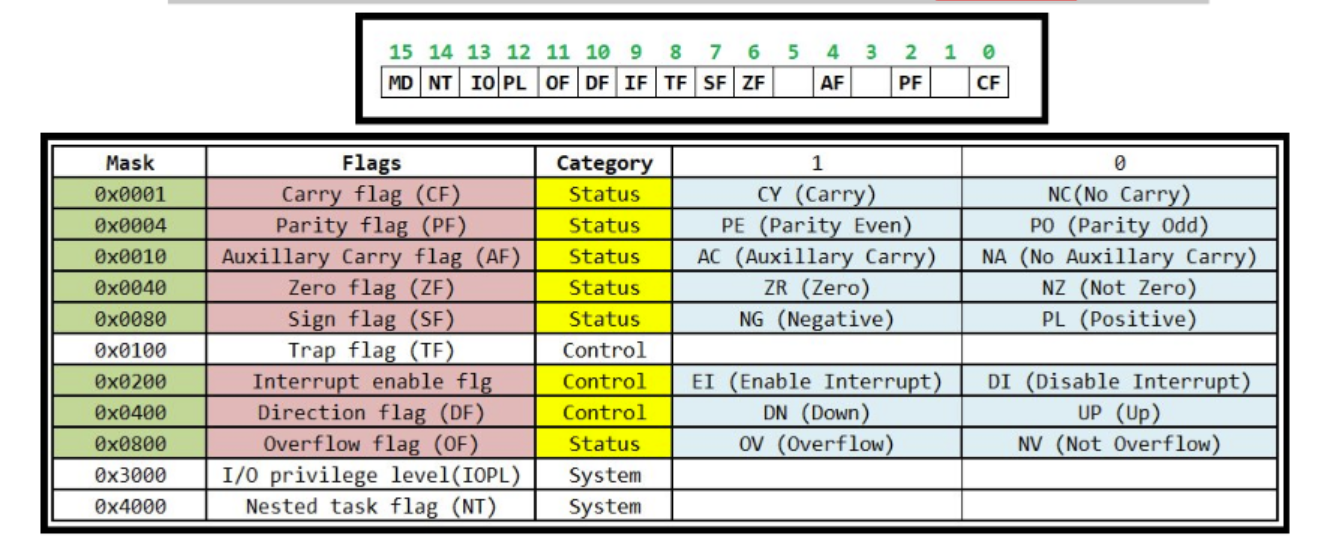 15 14 13 12 11 10 9 8 7 6 5 4 3 2 1 0
MD NT IO PL OF DF IF TF SF ZF AF PF CF
Mask Flags Category 1 0
0x0001 Carry flag (CF) Status CY (Carry) NC(No Carry)
0x0004 Parity flag (PF) Status PE (Parity Even) PO (Parity Odd)
0x0010 Auxillary Carry flag (AF) Status AC (Auxillary Carry) NA (No Auxillary Carry)
0x0040 Zero flag (ZF) Status ZR (Zero) NZ (Not Zero)
0x0080 Sign flag (SF) Status NG (Negative) PL (Positive)
0x0100 Trap flag (TF) Control
0x0200 Interrupt enable flg Control EI (Enable Interrupt) DI (Disable Interrupt)
0x0400 Direction flag (DF) Control DN (Down) UP (Up)
0x0800 Overflow flag (OF) Status OV (Overflow) NV (Not Overflow)
0x3000 I/O privilege level(IOPL) System
0x4000 Nested task flag (NT) System